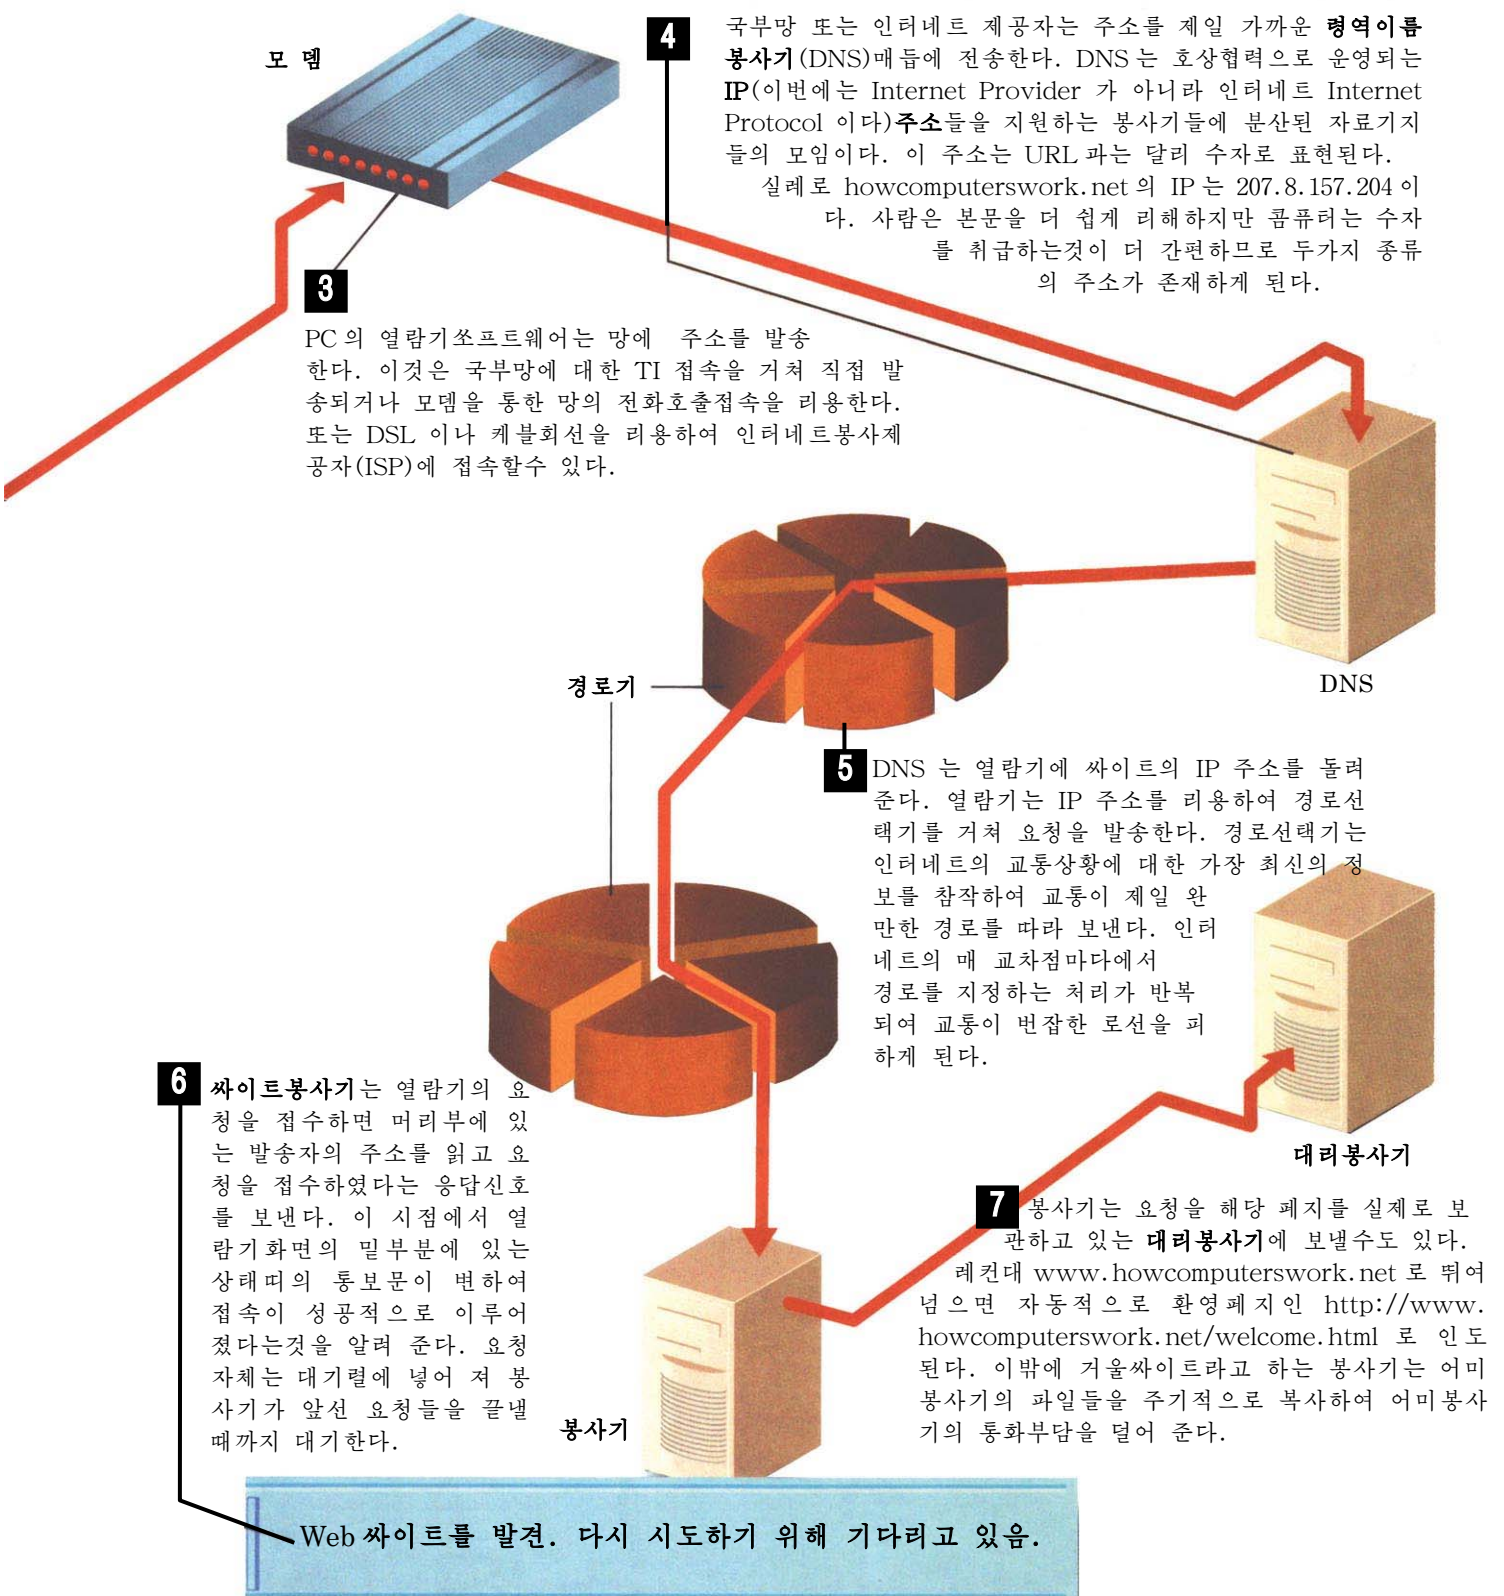 모 뎀
4
국부망 또는 인터네트 제공자는 주소를 제일 가까운 령역이름
봉사기(DNS)매듭에 전송한다. DNS는 호상협력으로 운영되는
IP(이번에는 Internet Provider 가 아니라 인터네트 Internet
Protocol 이다)주소들을 지원하는 봉사기들에 분산된 자료기지
들의 모임이다. 이 주소는 URL과는 달리 수자로 표현된다.
실례로 howcomputerswork.net의 IP는 207.8.157.204이
다. 사람은 본문을 더 쉽게 리해하지만 콤퓨터는 수자
를 취급하는것이 더 간편하므로 두가지 종류
의 주소가 존재하게 된다.
3
PC의 열람기쏘프트웨어는 망에 주소를 발송
한다. 이것은 국부망에 대한 TI 접속을 거쳐 직접 발
송되거나 모뎀을 통한 망의 전화호출접속을 리용한다.
또는 DSL 이나 케블회선을 리용하여 인터네트봉사제
공자(ISP)에 접속할수 있다.
DNS
경로기
5
DNS 는 열람기에 싸이트의 IP 주소를 돌려
준다. 열람기는 IP 주소를 리용하여 경로선
택기를 거쳐 요청을 발송한다. 경로선택기는
인터네트의 교통상황에 대한 가장 최신의 정
보를 참작하여 교통이 제일 완
만한 경로를 따라 보낸다. 인터
네트의 매 교차점마다에서
경로를 지정하는 처리가 반복
되여 교통이 번잡한 로선을 피
하게 된다.
6
싸이트봉사기는 열람기의 요
청을 접수하면 머리부에 있
는 발송자의 주소를 읽고 요
청을 접수하였다는 응답신호
를 보낸다. 이 시점에서 열
람기화면의 밑부분에 있는
상태띠의 통보문이 변하여
접속이 성공적으로 이루어
졌다는것을 알려 준다. 요청
자체는 대기렬에 넣어 져 봉
사기가 앞선 요청들을 끝낼
때까지 대기한다.
대리봉사기
7
봉사기는 요청을 해당 페지를 실제로 보
관하고 있는 대리봉사기에 보낼수도 있다.
레컨대 www.howcomputerswork.net로 뛰여
넘으면 자동적으로 환영페지인 http://www.
howcomputerswork.net/welcome.html 로 인도
된다. 이밖에 거울싸이트라고 하는 봉사기는 어미
봉사기의 파일들을 주기적으로 복사하여 어미봉사
기의 통화부담을 덜어 준다.
봉사기
Web싸이트를 발견. 다시 시도하기 위해 기다리고 있음.